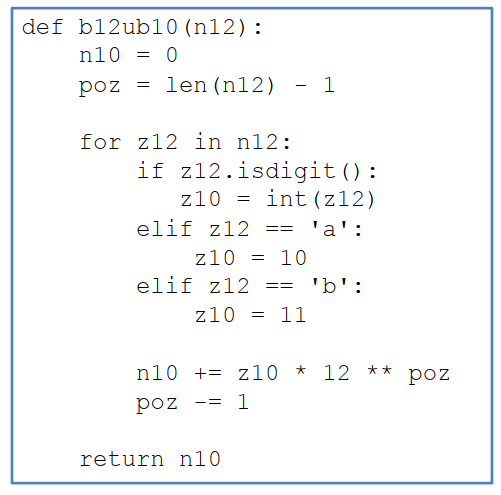 def b12ub10(n12):
    n10 = 0
    poz = len(n12) - 1

    for z12 in n12:
        if z12.isdigit():
           z10 = int(z12)
        elif z12 == 'a':
            z10 = 10
        elif z12 == 'b':
            z10 = 11

        n10 += z10 * 12 ** poz
        poz -= 1

    return n10